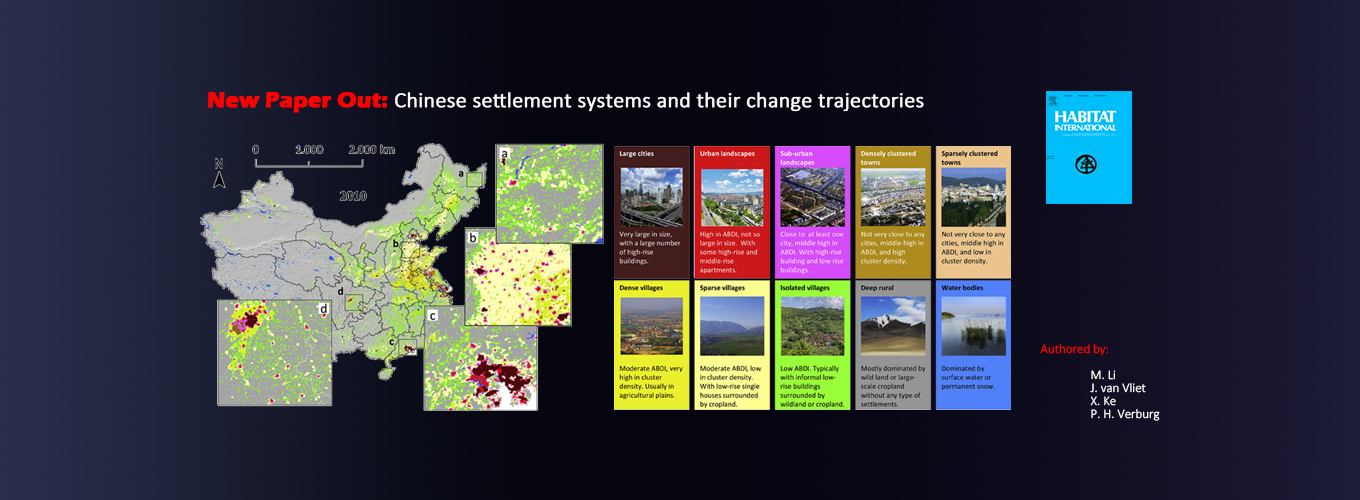 New Paper Out: Chinese settlement systems and their change trajectories
0 1.000 2.000 km
N
2010
a
b
c
d
a
b
c
d
Large cities
Very large in size,
with a large number
of high-rise
buildings.
Urban landscapes
High in ABDI, not so
large in size. With
some high-rise and
middle-rise
apartments.
Sub-urban
landscapes
Close to at least one
city, middle high in
ABDI. With high-rise
building and low-rise
buildings.
Densely clustered
towns
Not very close to any
cities, middle-high in
ABDI, and high
cluster density.
Sparsely clustered
towns
Not very close to any
cities, middle high in
ABDI, and low in
cluster density.
Dense villages
Moderate ABDI, very
high in cluster
density. Usually in
agricultural plains.
Sparse villages
Moderate ABDI, low
in cluster density.
With low-rise single
houses surrounded
by cropland.
Isolated villages
Low ABDI. Typically
with informal low-
rise buildings
surrounded by
wildland or cropland.
Deep rural
Mostly dominated by
wild land or large-
scale cropland
without any type of
settlements.
Water bodies
Dominated by
surface water or
permanent snow.
HABITAT
INTERNATIONAL
Authored by:
M. Li
J. van Vliet
X. Ke
P. H. Verburg